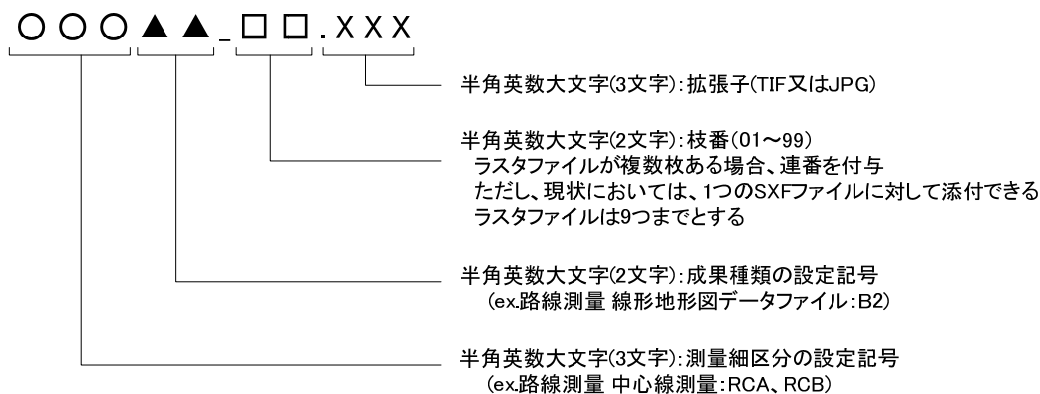 ○○○▲▲_□□.XXX
半角英数大文字(3文字):拡張子(TIF又はJPG)
半角英数大文字(2文字):枝番(01～99)
ラスタファイルが複数枚ある場合、連番を付与
ただし、現状においては、1つのSXFファイルに対して添付できる
ラスタファイルは9つまでとする
半角英数大文字(2文字):成果種類の設定記号
(ex.路線測量 線形地形図データファイル:B2)
半角英数大文字(3文字):測量細区分の設定記号
(ex.路線測量 中心線測量:RCA、RCB)